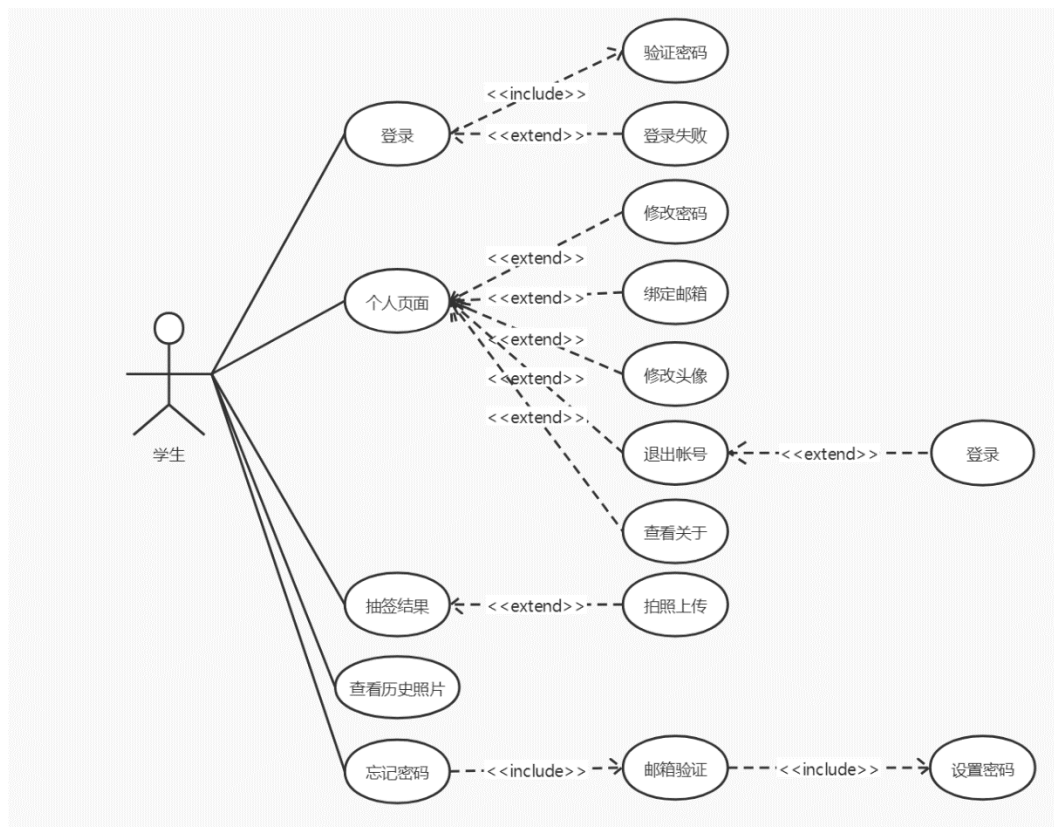 验证密码
<<include>>
登录
<<extend>>
登录失败
修改密码
<<extend>>
个人页面
<<extend>>
绑定邮箱
<<extend>>
修改头像
<<extend>>
<<extend>>
学生
退出帐号
<<extend>>
登录
查看关于
抽签结果
<<extend>>
拍照上传
查看历史照片
忘记密码
<<include>>
邮箱验证
<<include>>
设置密码